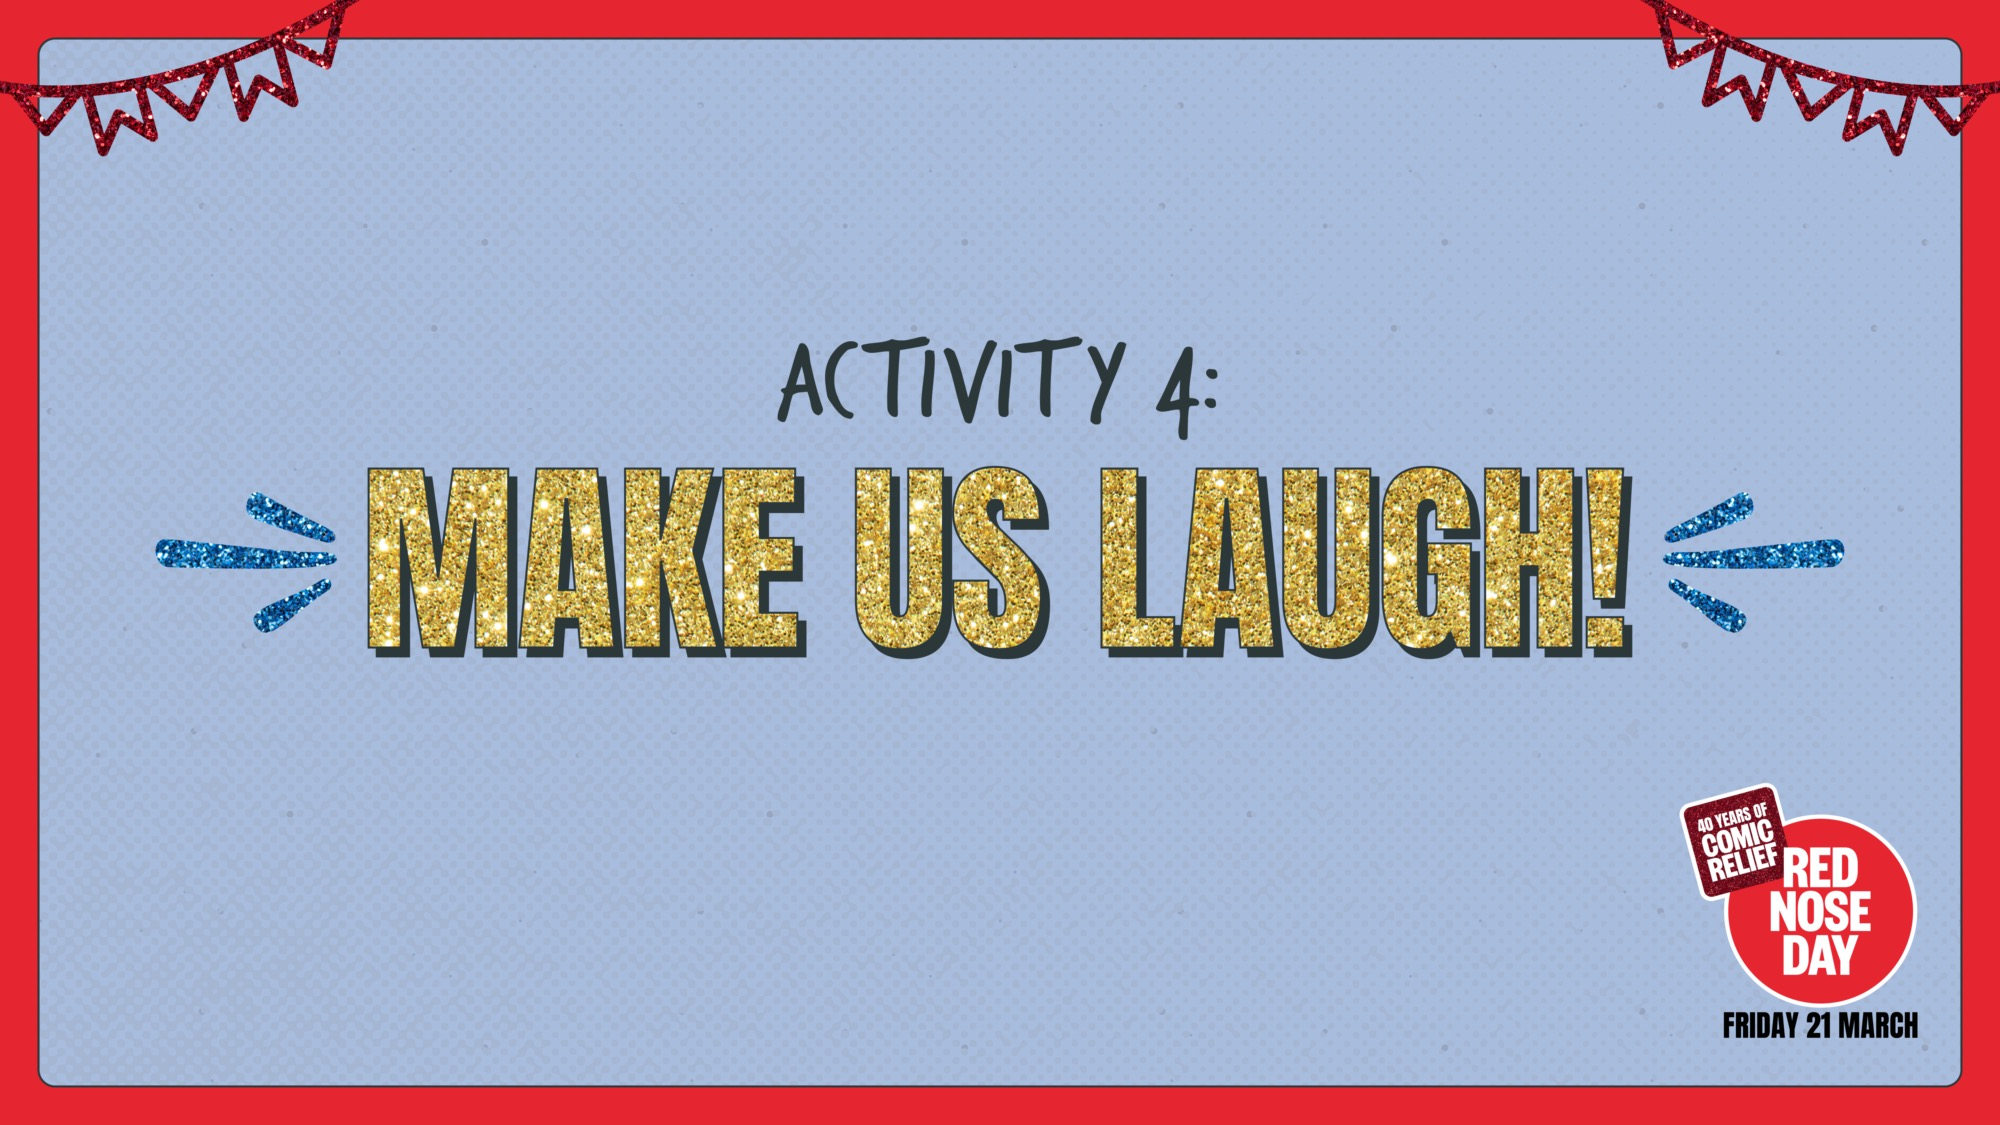 ACTIVITY 4:
MAKE US LAUGH!
40 YEARS OF
COMIC
RELIEF
RED
NOSE
DAY
FRIDAY 21 MARCH